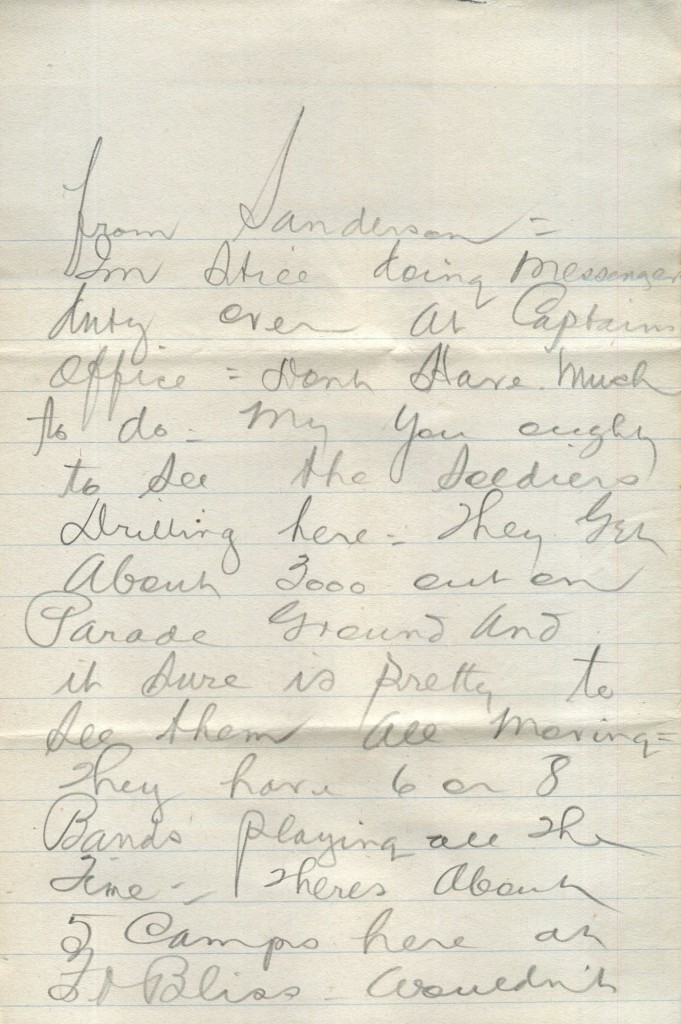 from Sanderson =
Im still doing Messenger
duty over at Captains
Office = Dont Have Much
to do - My you ought
to see the Soldiers
Drilling here - They Get
About 3000 out on
Parade Ground And
it sure is pretty to
See them all Moving =
They have 6 or 8
Bands playing all the
Time - Theres About
5 Camps here at
Ft Bliss - Wouldn't